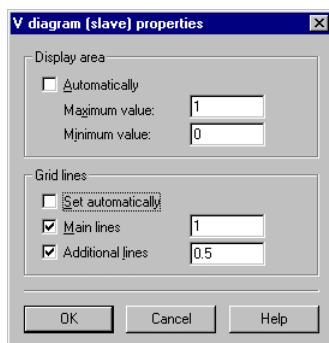 V diagram (slave) properties
Display area
Automatically
Maximum value: 1
Minimum value: 0
Grid lines
Set automatically
Main lines 1
Additional lines 0.5
OK Cancel Help